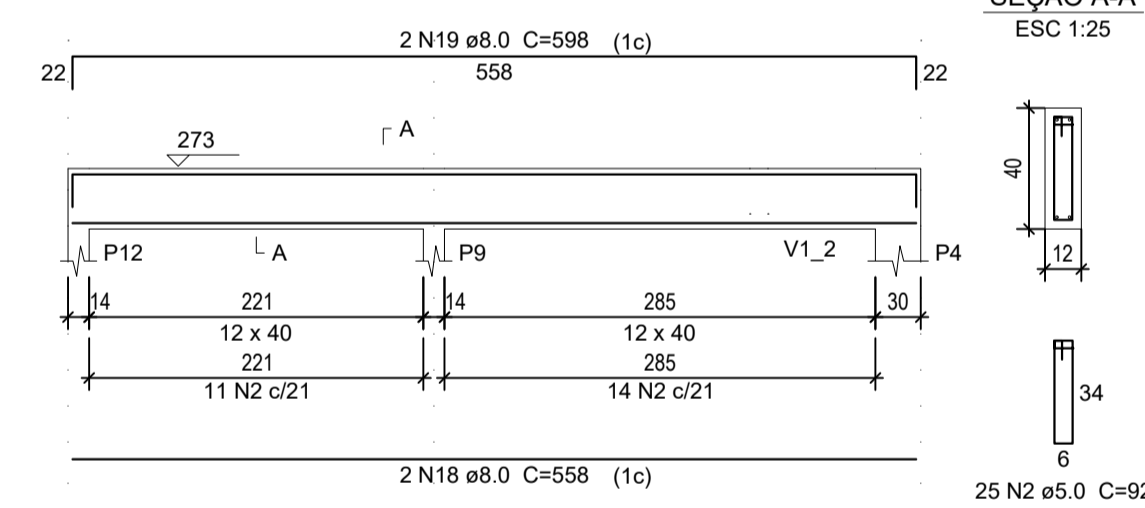 SEÇÃO A-A
ESC 1:25
2 N19 ø8.0 C=598 (1c)
22 558 22
273
A
40
P12 A P9 V1_2 P4
12
14 221 14 285 30
12 x 40 12 x 40
221 285
11 N2 c/21 14 N2 c/21
34
6
2 N18 ø8.0 C=558 (1c)
25 N2 ø5.0 C=92